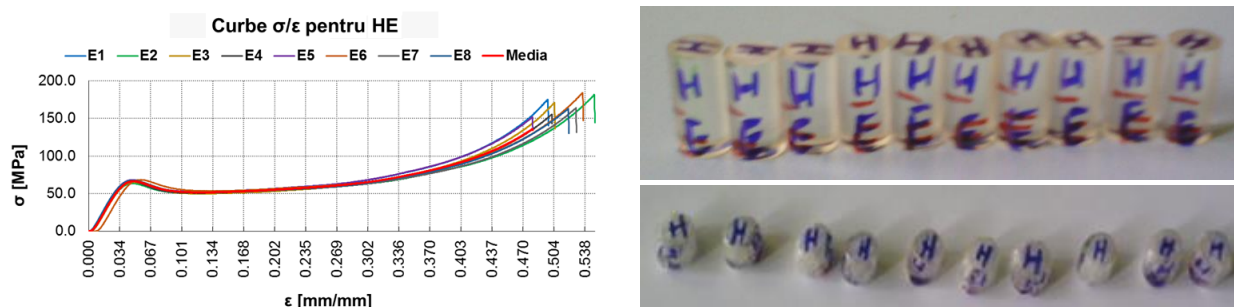 Curbe σ/ε pentru HE
E1 E2 E3 E4 E5 E6 E7 E8 Media
200.0
150.0
100.0
50.0
0.0
σ [MPa]
0.000 0.034 0.067 0.101 0.134 0.168 0.202 0.235 0.269 0.302 0.336 0.370 0.403 0.437 0.470 0.504 0.538
ε [mm/mm]
H H H H H H H H H H
H H H H H H H H H H
E E E E E E E E E E
H H H H H H H H H H